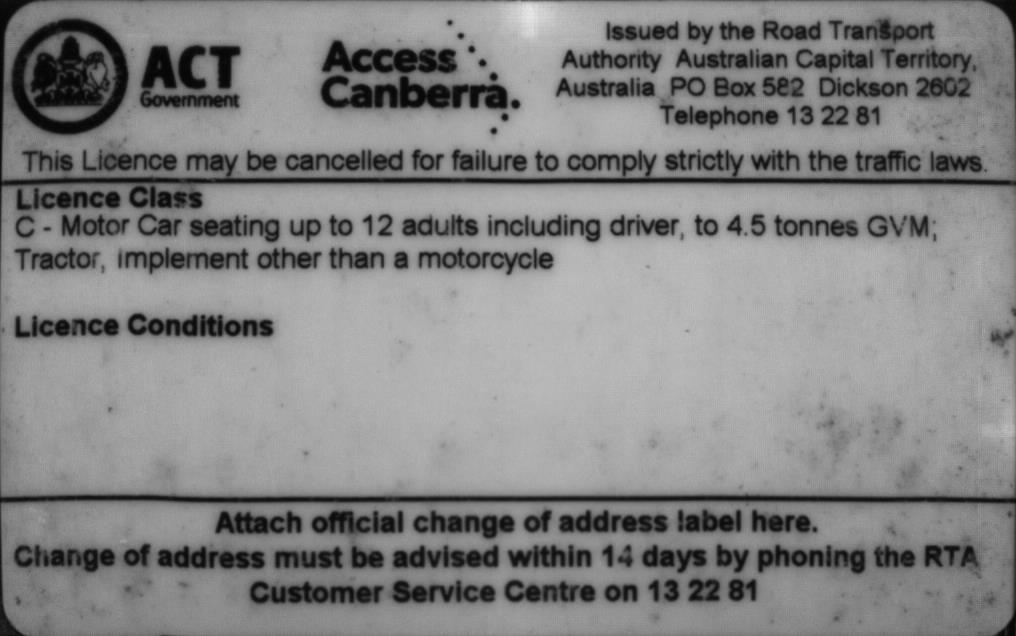 ACT
Government
Access
Canberra.
Issued by the Road Transport
Authority Australian Capital Territory,
Australia PO Box 582 Dickson 2602
Telephone 13 22 81
This Licence may be cancelled for failure to comply strictly with the traffic laws.
Licence Class
C - Motor Car seating up to 12 adults including driver, to 4.5 tonnes GVM;
Tractor, implement other than a motorcycle
Licence Conditions
Attach official change of address label here.
Change of address must be advised within 14 days by phoning the RTA
Customer Service Centre on 13 22 81